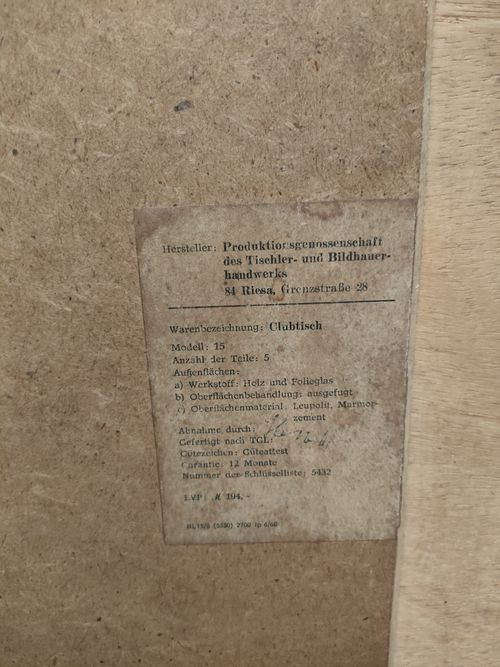 Hersteller: Produktionsgenossenschaft
des Tischler- und Bildhauer-
handwerks
84 Riesa, Grenzstraße 28
Warenbezeichnung: Clubtisch
Modell: 15
Anzahl der Teile: 5
Außenflächen:
a) Werkstoff: Holz und Folieglas
b) Oberflächenbehandlung: ausgefugt
c) Oberflächenmaterial: Leupolit, Marmor-
zement
Abnahme durch:
Gefertigt nach TGL:
Gütezeichen: Güteattest
Garantie: 12 Monate
Nummer der Schlüsselliste: 5432
EVP: M 194,-